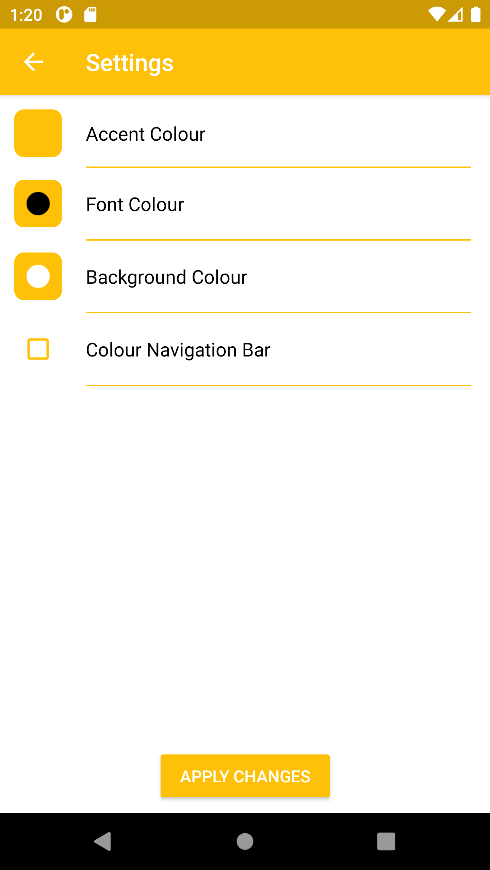 1:20
Settings
Accent Colour
Font Colour
Background Colour
Colour Navigation Bar
APPLY CHANGES